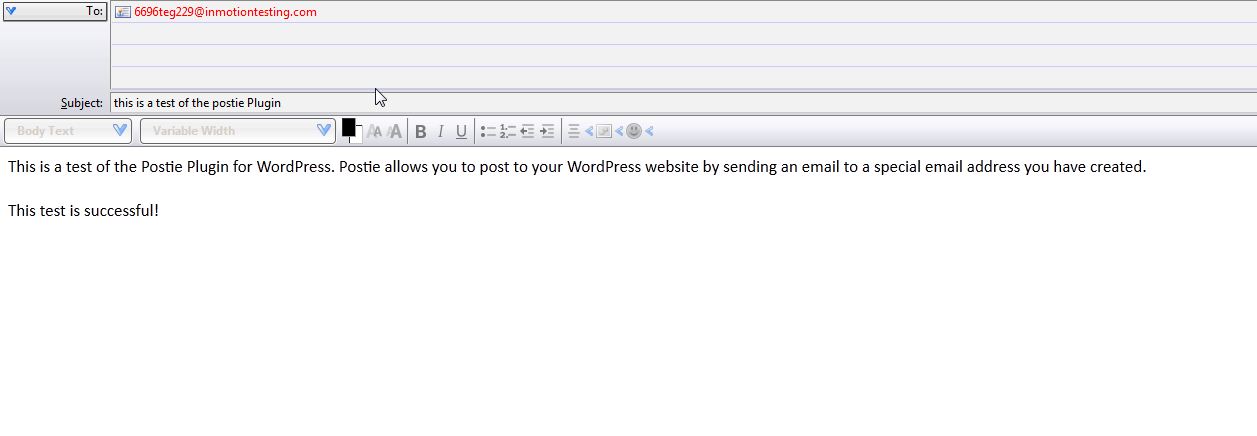 To: 6696teg229@inmotiontesting.com
Subject: this is a test of the postie Plugin
Body Text Variable Width A A A A B I U
This is a test of the Postie Plugin for WordPress. Postie allows you to post to your WordPress website by sending an email to a special email address you have created.
This test is successful!